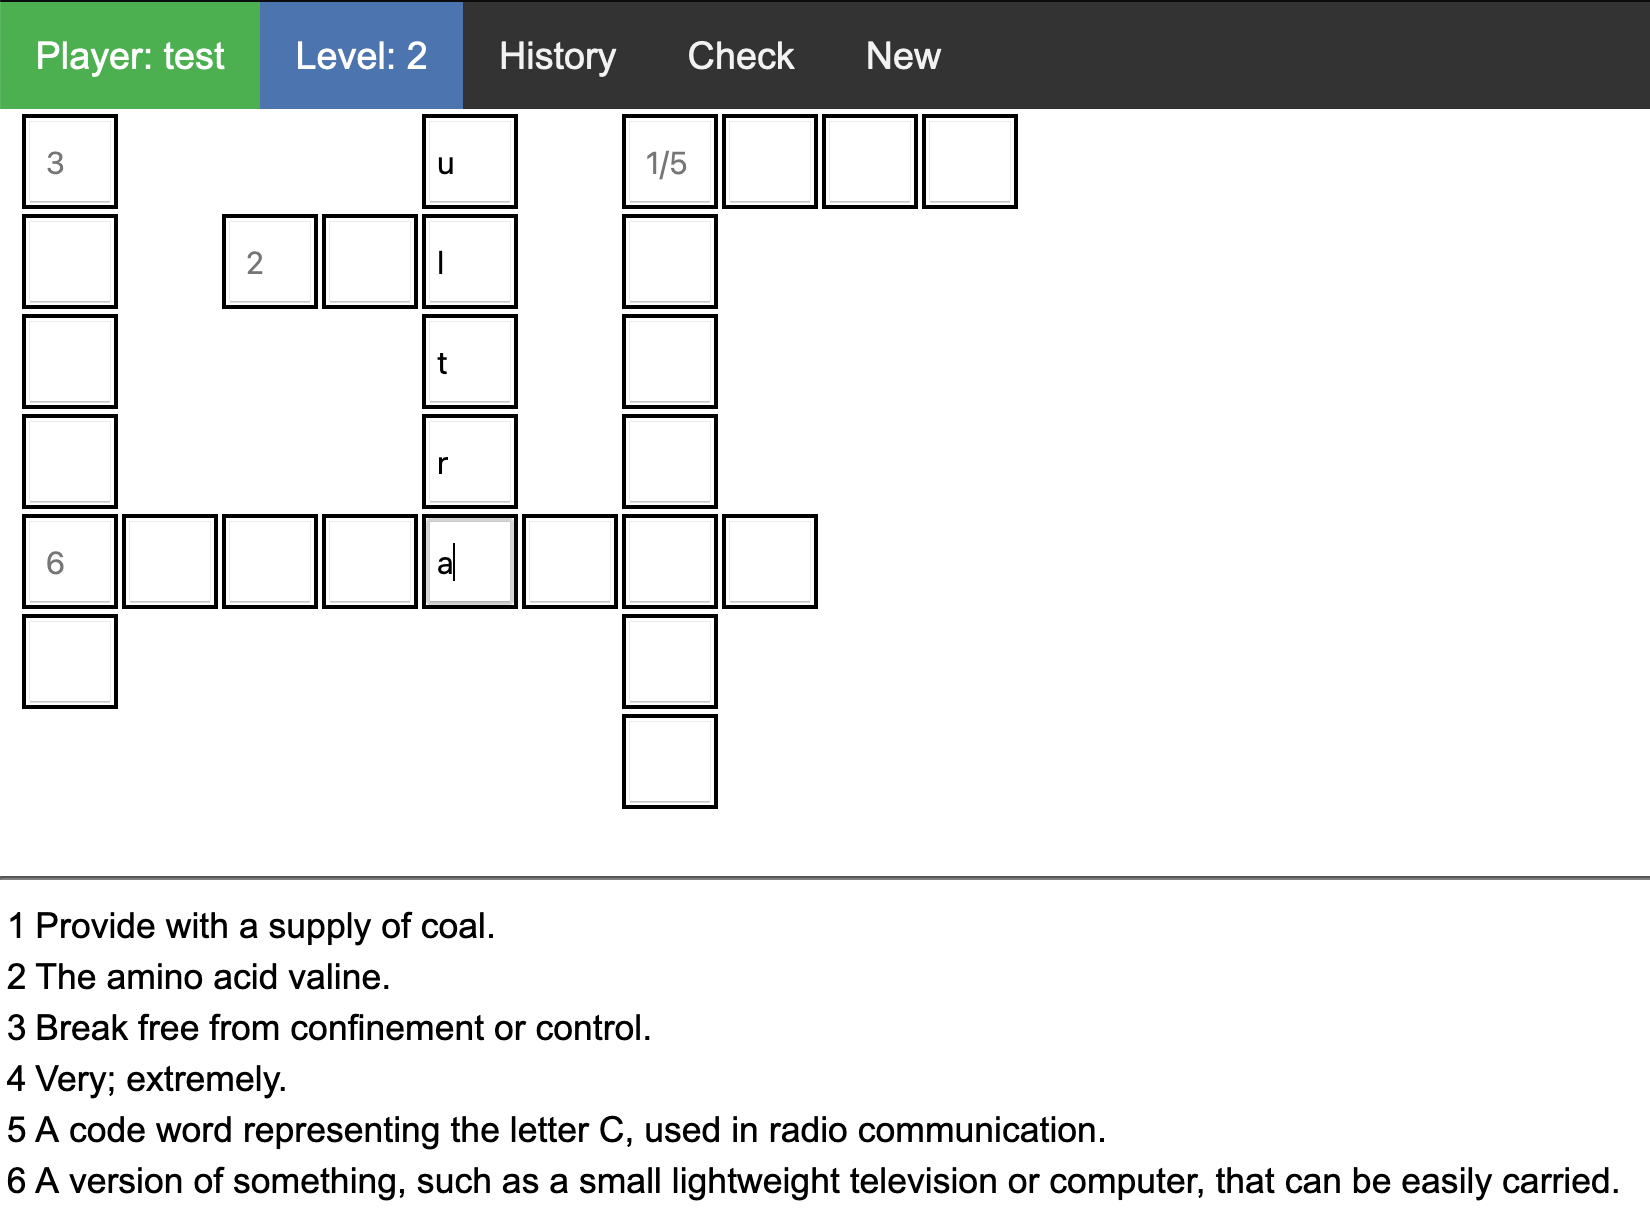 Player: test Level: 2 History Check New
3 u 1/5
2 l
t
r
6 a
1 Provide with a supply of coal.
2 The amino acid valine.
3 Break free from confinement or control.
4 Very; extremely.
5 A code word representing the letter C, used in radio communication.
6 A version of something, such as a small lightweight television or computer, that can be easily carried.